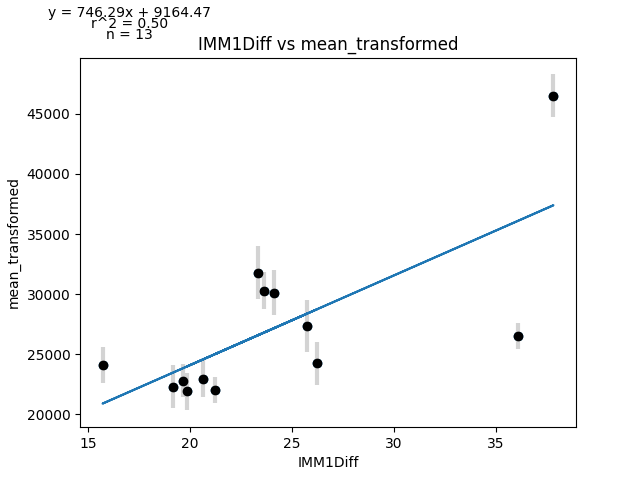 y = 746.29x + 9164.47
r^2 = 0.50
n = 13
IMM1Diff vs mean_transformed
45000
40000
35000
30000
25000
20000
mean_transformed
15
20
25
30
35
IMM1Diff